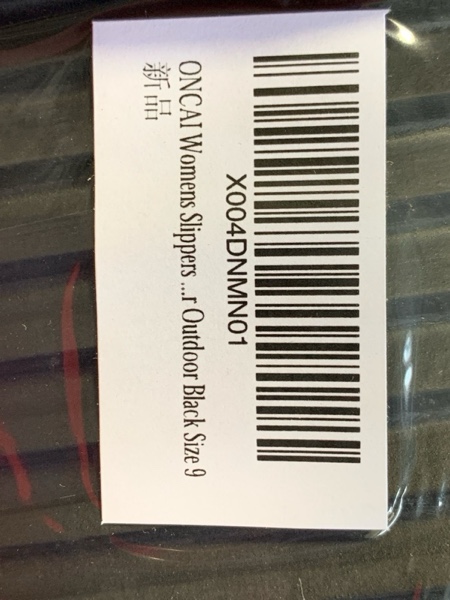 X004DNMN01
ONCAI Womens Slippers ...r Outdoor Black Size 9
新品